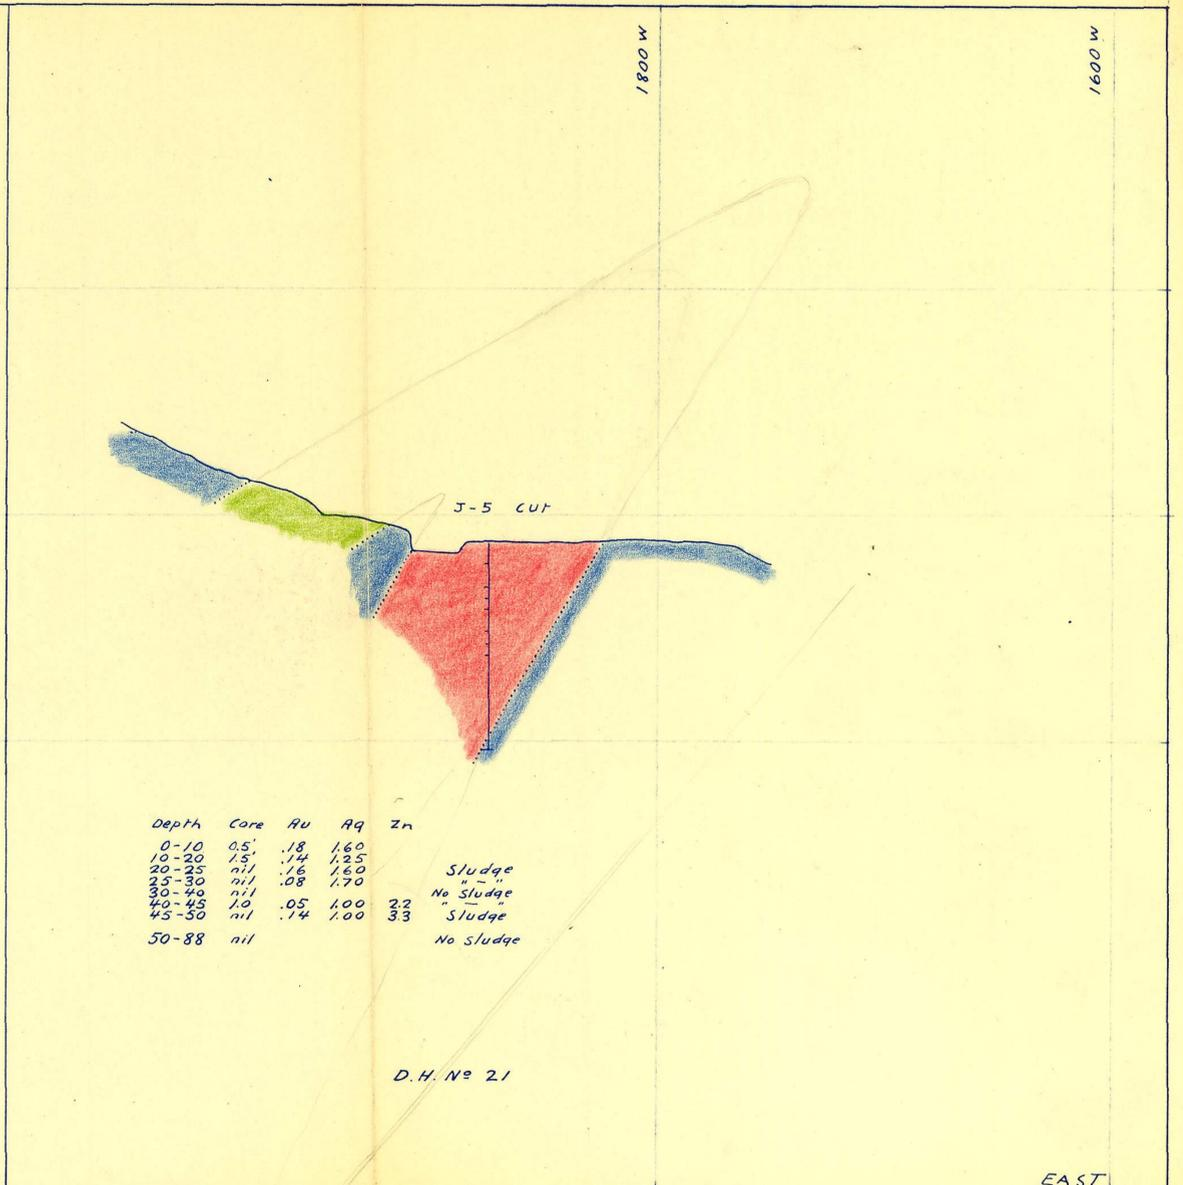 1800 W
1600 W
J-5 CUT
Depth Core Au Ag Zn
0-10 0.5' .18 1.60
10-20 1.5' .14 1.25
20-25 nil .16 1.60 Sludge
25-30 nil .08 1.70 " - "
30-40 nil No Sludge
40-45 1.0 .05 1.00 2.2 " - "
45-50 nil .14 1.00 3.3 Sludge
50-88 nil No Sludge
D.H. Nº 21
EAST